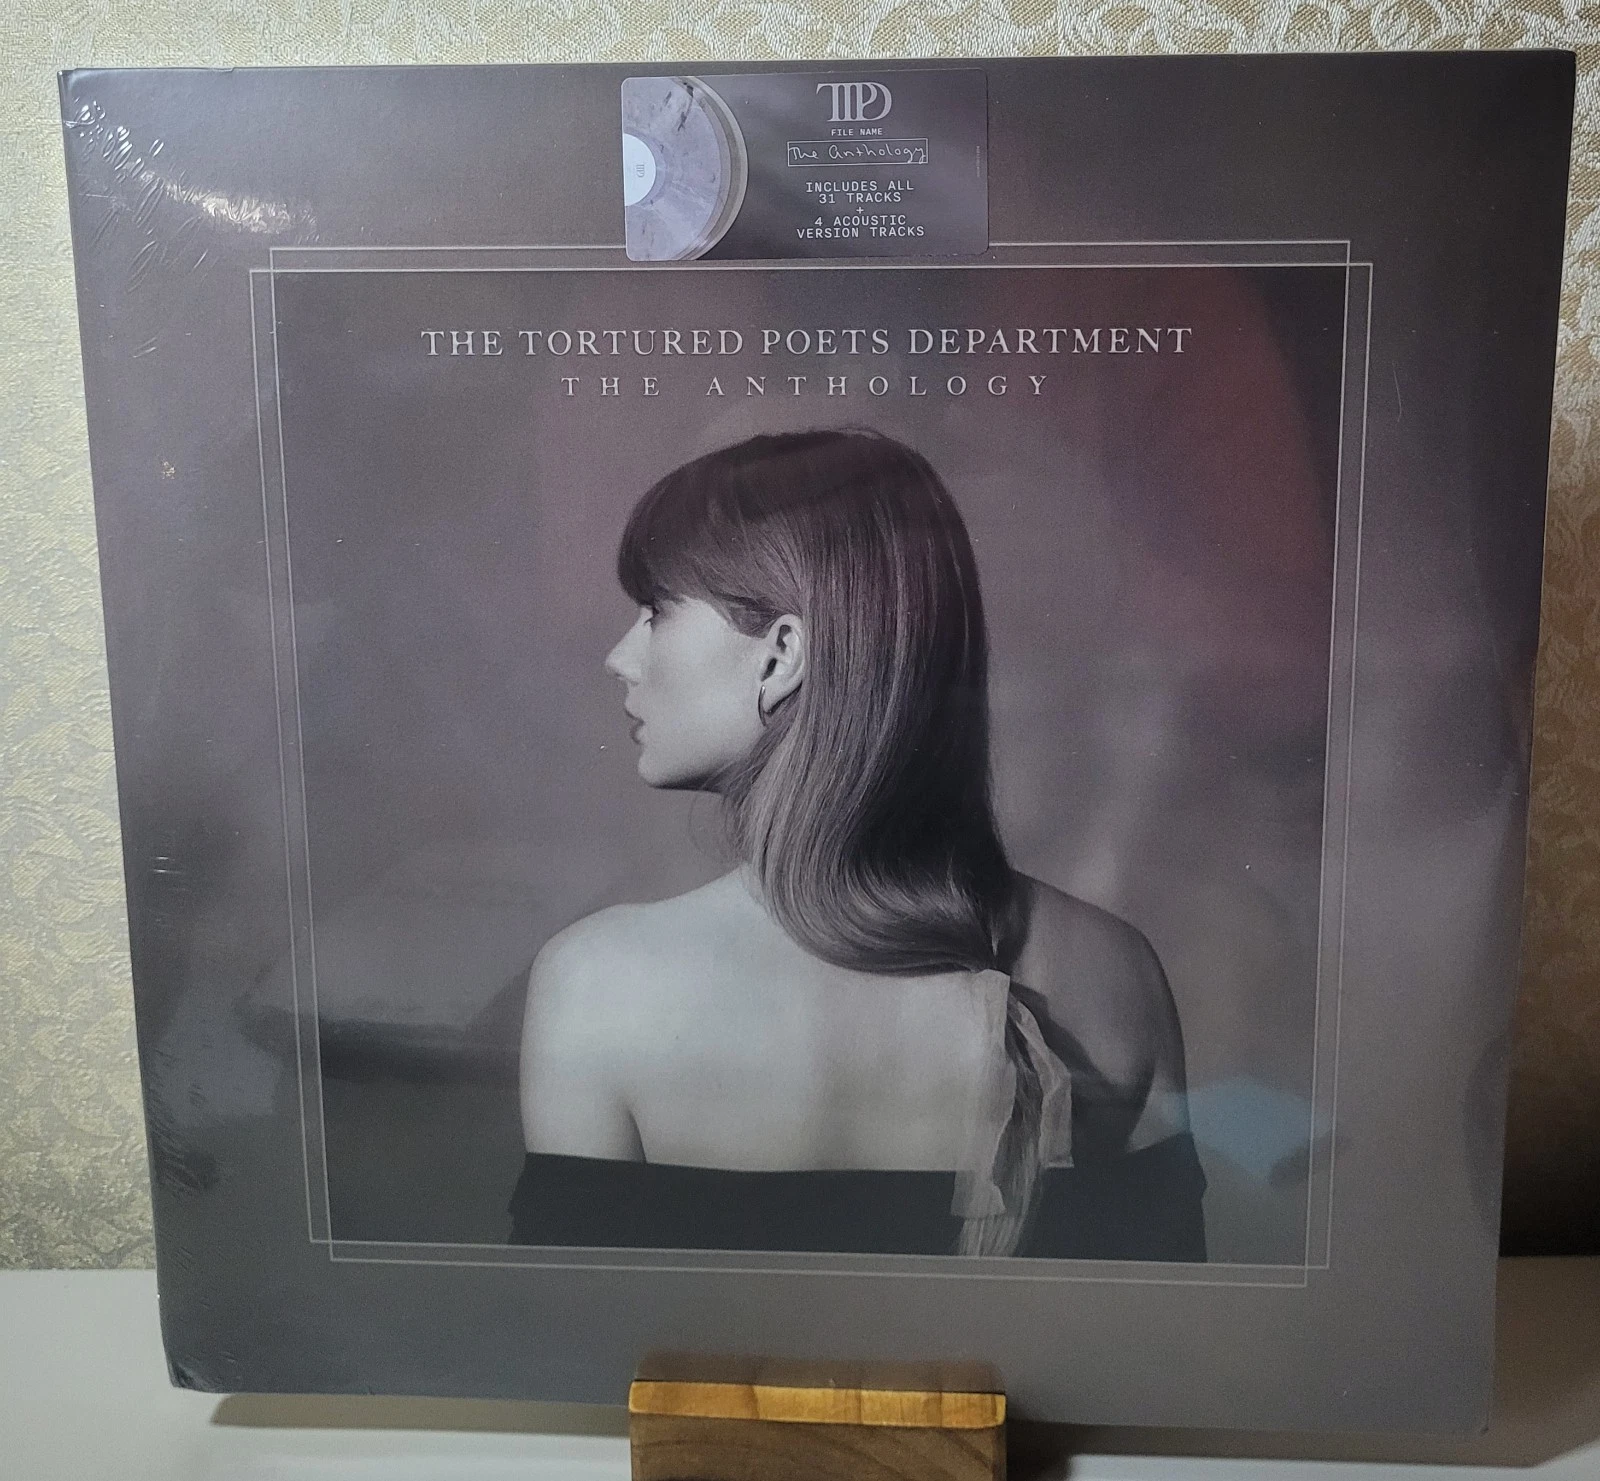 TTPD
FILE NAME
The Anthology
INCLUDES ALL
31 TRACKS
+
4 ACOUSTIC
VERSION TRACKS
THE TORTURED POETS DEPARTMENT
THE ANTHOLOGY